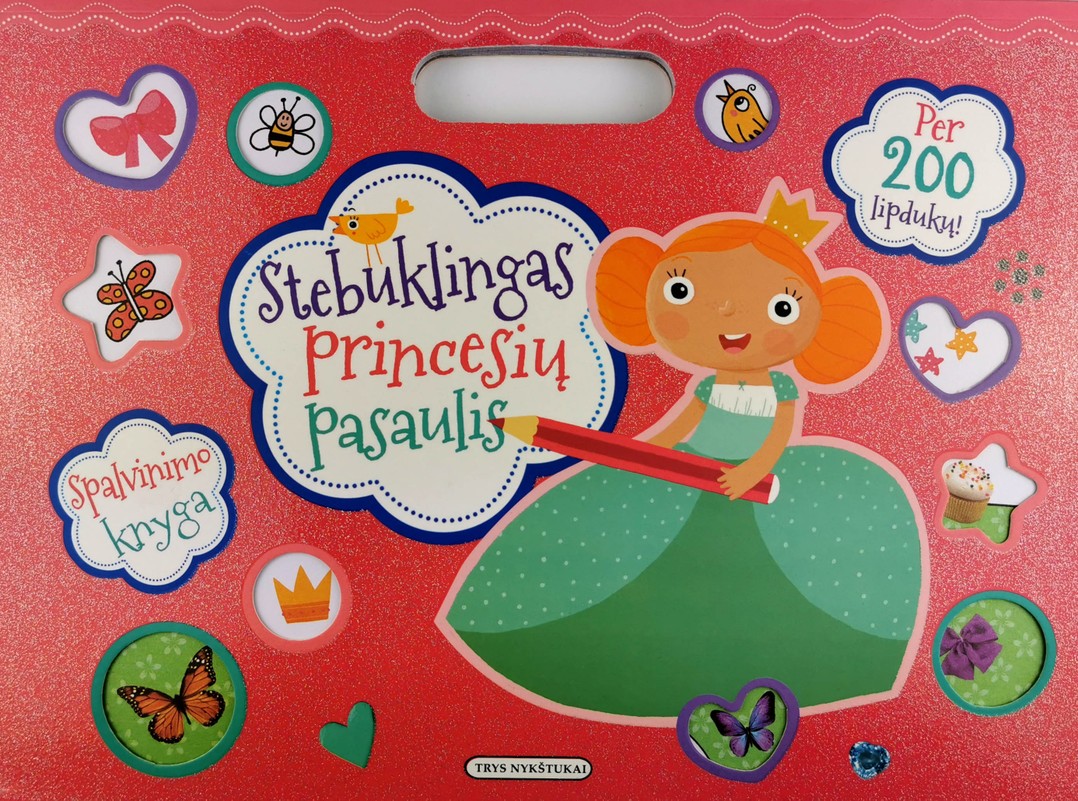 Per
200
lipdukų!
Stebuklingas
princesių
pasaulis
Spalvinimo
knyga
TRYS NYKŠTUKAI